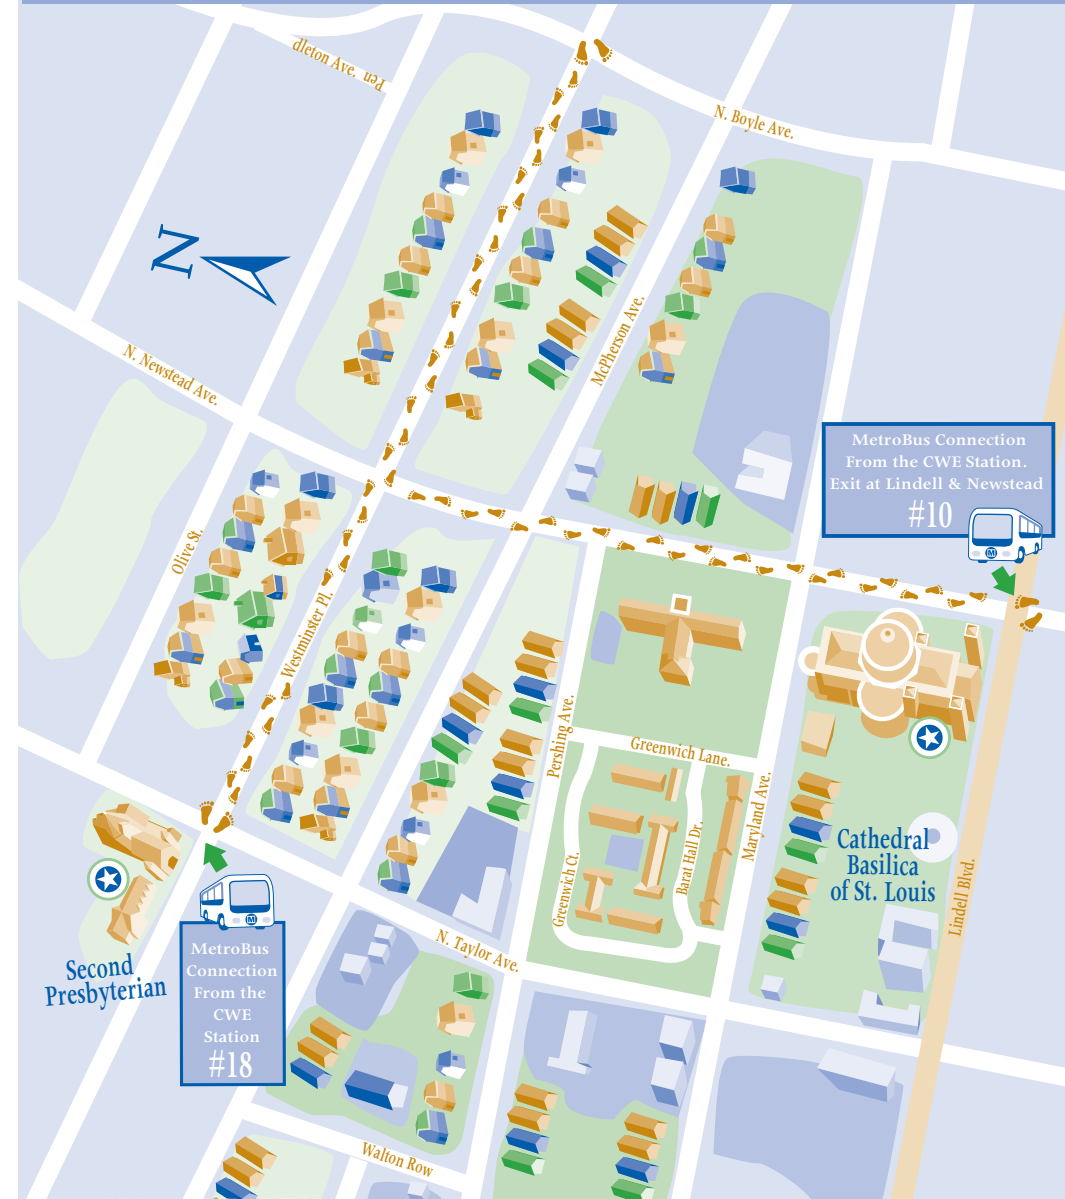 Pen dleton Ave.
N. Boyle Ave.
N
McPherson Ave.
N. Newstead Ave.
MetroBus Connection
From the CWE Station.
Exit at Lindell & Newstead
#10
M
Olive St.
Westminster Pl.
Pershing Ave.
Greenwich Lane.
Maryland Ave.
Barat Hall Dr.
Greenwich Ct.
Cathedral
Basilica
of St. Louis
Lindell Blvd.
M
MetroBus
Connection
From the
CWE
Station
#18
Second
Presbyterian
N. Taylor Ave.
Walton Row